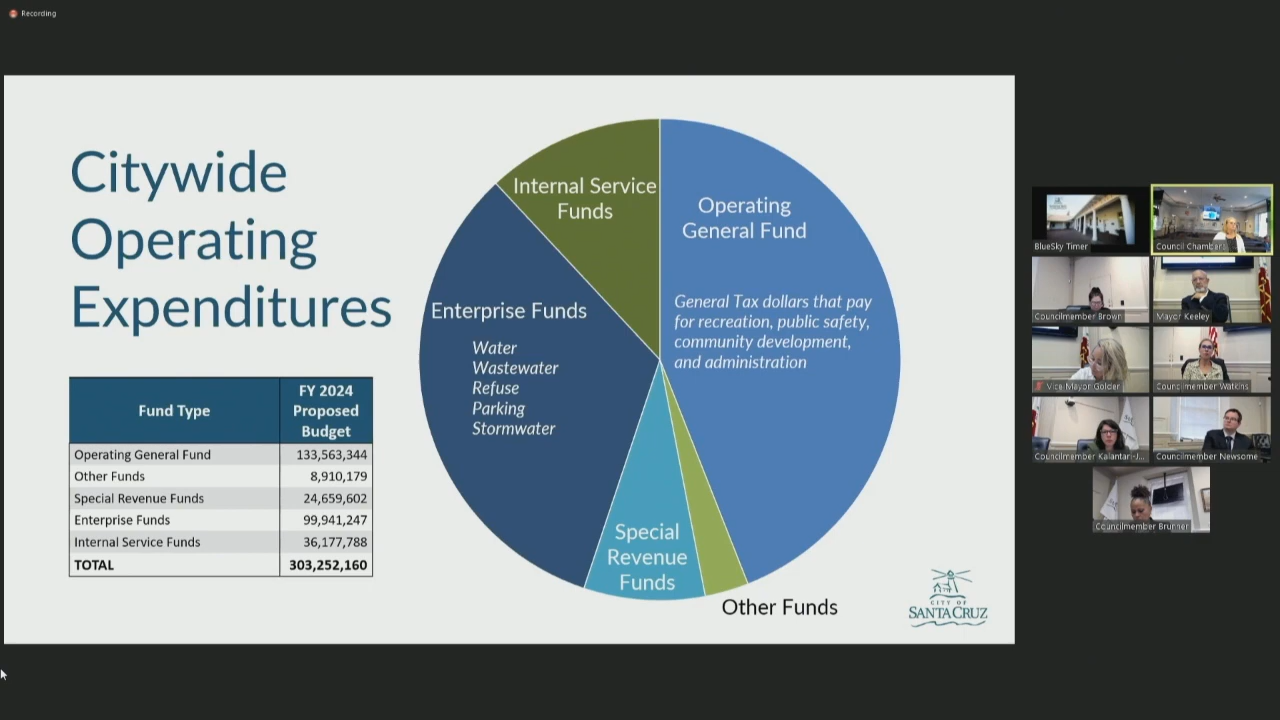 Recording
Citywide
Operating
Expenditures
Fund Type
FY 2024
Proposed
Budget
Operating General Fund 133,563,344
Other Funds 8,910,179
Special Revenue Funds 24,659,602
Enterprise Funds 99,941,247
Internal Service Funds 36,177,788
TOTAL 303,252,160
Internal Service
Funds
Operating
General Fund
General Tax dollars that pay
for recreation, public safety,
community development,
and administration
Enterprise Funds
Water
Wastewater
Refuse
Parking
Stormwater
Special
Revenue
Funds
Other Funds
CITY OF
SANTA CRUZ
BlueSky Timer
Council Chambers
Councilmember Brown
Mayor Keeley
Vice Mayor Golder
Councilmember Watkins
Councilmember Kalantari-J...
Councilmember Newsome
Councilmember Brunner